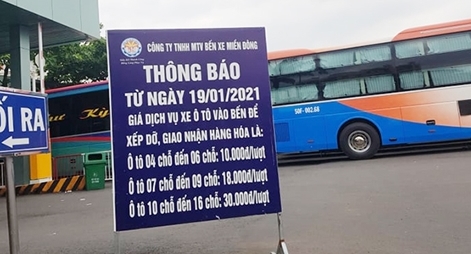 CÔNG TY TNHH MTV BẾN XE MIỀN ĐÔNG
THÔNG BÁO
TỪ NGÀY 19/01/2021
GIÁ DỊCH VỤ XE Ô TÔ VÀO BẾN ĐỂ
XẾP DỠ, GIAO NHẬN HÀNG HÓA LÀ:
Ô tô 04 chỗ đến 06 chỗ: 10.000đ/lượt
Ô tô 07 chỗ đến 09 chỗ: 18.000đ/lượt
Ô tô 10 chỗ đến 16 chỗ: 30.000đ/lượt
ỐI RA